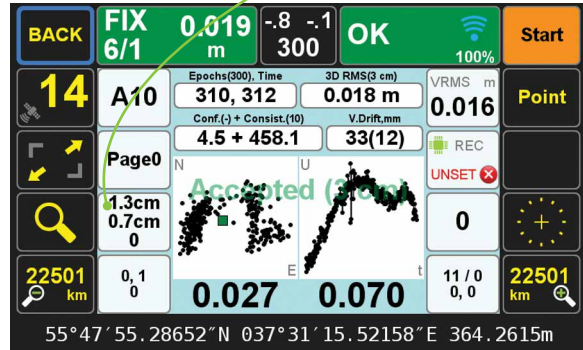 BACK
FIX 0.019
6/1 m
-.8 -.1
300
OK
100%
Start
14
A10
Epochs(300), Time
310, 312
3D RMS(3 cm)
0.018 m
VRMS m
0.016
Point
Conf.(-) + Consist.(10)
4.5 + 458.1
V.Drift,mm
33(12)
Page0
REC
UNSET
N
U
Accepted (3 cm)
1.3cm
0.7cm
0
0
E
t
22501
km
0, 1
0
0.027
0.070
11 / 0
0, 0
22501
km
55°47′55.28652″N 037°31′15.52158″E 364.2615m